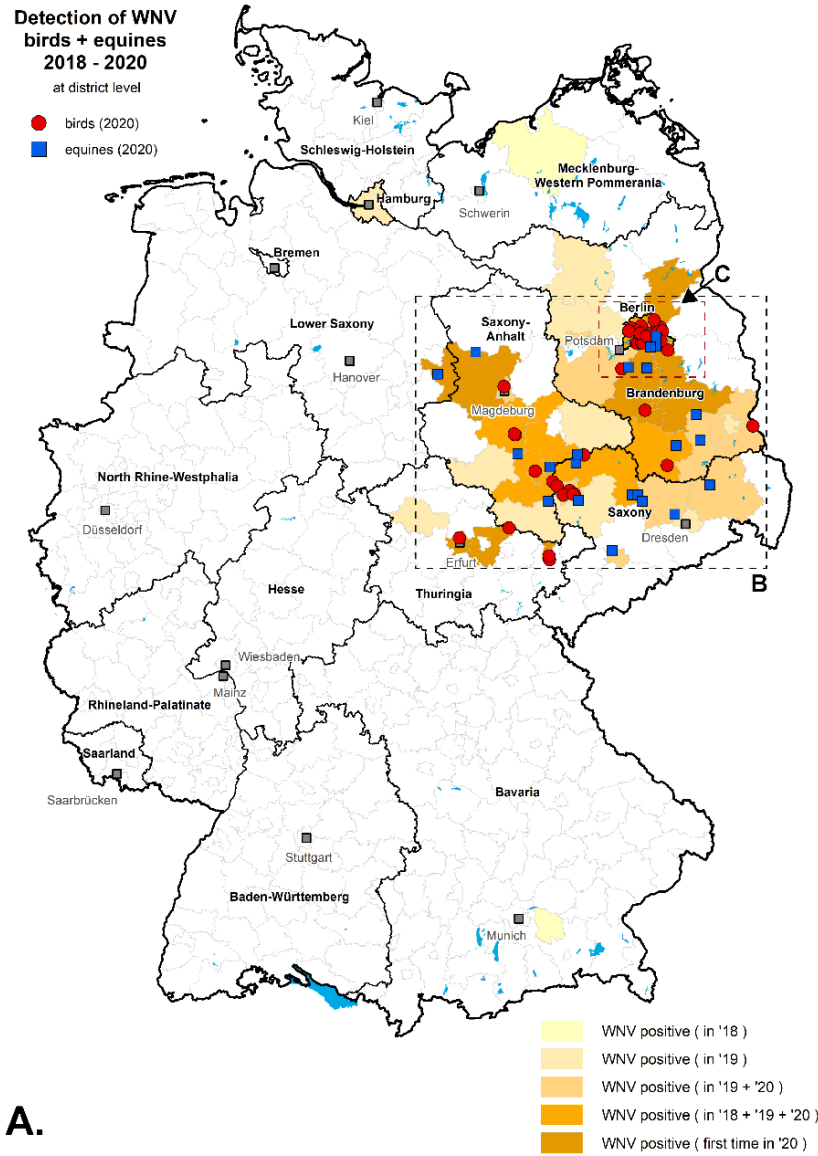 Detection of WNV
birds + equines
2018 - 2020
at district level
birds (2020)
equines (2020)
Kiel
Schleswig-Holstein
Mecklenburg-
Western Pommerania
Schwerin
Hamburg
Bremen
Lower Saxony
Hanover
Saxony-
Anhalt
Berlin
C
Potsdam
Brandenburg
Magdeburg
North Rhine-Westphalia
Düsseldorf
Saxony
Dresden
Erfurt
B
Hesse
Thuringia
Wiesbaden
Mainz
Rhineland-Palatinate
Saarland
Saarbrücken
Bavaria
Stuttgart
Baden-Württemberg
Munich
WNV positive ( in '18 )
WNV positive ( in '19 )
WNV positive ( in '19 + '20 )
WNV positive ( in '18 + '19 + '20 )
WNV positive ( first time in '20 )
A.